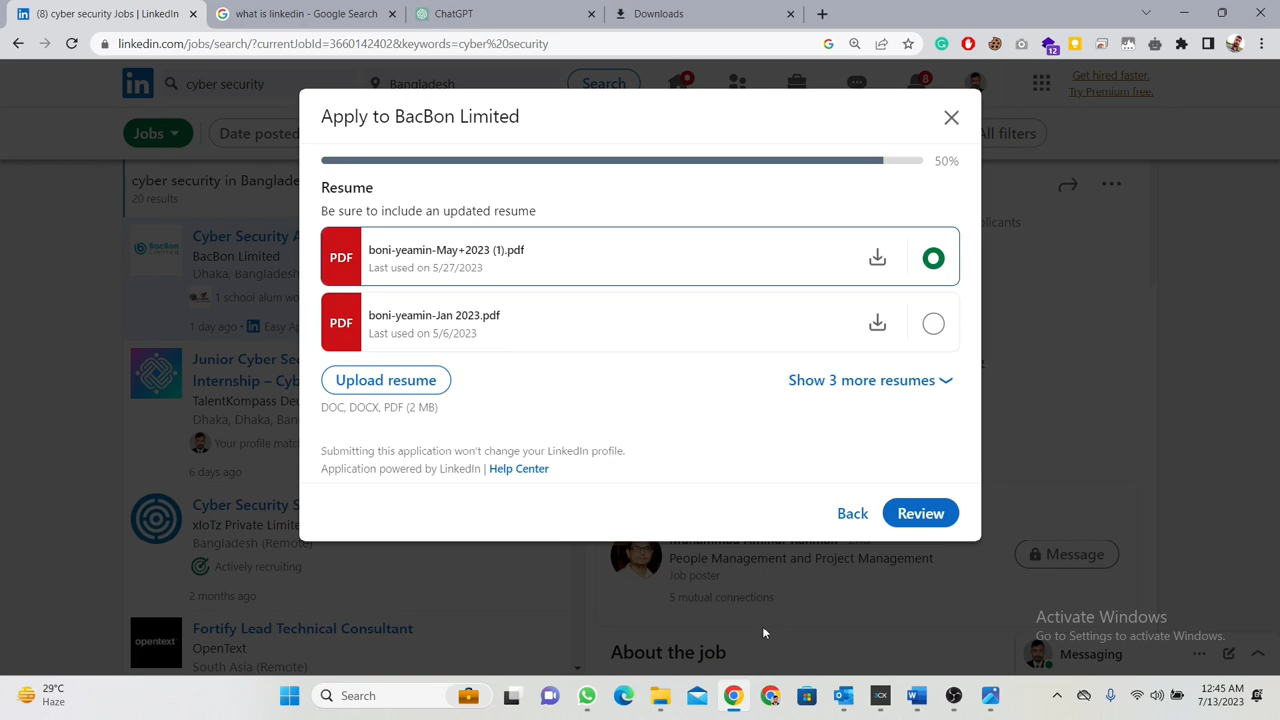 (8) cyber security | Jobs | LinkedIn
what is linkedin - Google Search
ChatGPT
Downloads
linkedin.com/jobs/search/?currentJobId=3660142402&keywords=cyber%20security
12
in
cyber security
Bangladesh
Search
8
Get hired faster.
Try Premium free.
Jobs
Date posted
All filters
Apply to BacBon Limited
50%
Resume
Be sure to include an updated resume
PDF
boni-yeamin-May+2023 (1).pdf
Last used on 5/27/2023
PDF
boni-yeamin-Jan 2023.pdf
Last used on 5/6/2023
Upload resume
Show 3 more resumes
DOC, DOCX, PDF (2 MB)
Submitting this application won't change your LinkedIn profile.
Application powered by LinkedIn | Help Center
Back
Review
cyber security in Banglades
20 results
Cyber Security A
BacBon Limited
Dhaka, Banglades
1 school alum wo
1 day ago · Easy Ap
Junior Cyber Sec
Internship – Cyb
TalentKompass De
Dhaka, Dhaka, Ban
Your profile matc
6 days ago
Cyber Security S
xIoTz Private Limite
Bangladesh (Remote)
Actively recruiting
2 months ago
opentext
Fortify Lead Technical Consultant
OpenText
South Asia (Remote)
plicants
People Management and Project Management
Job poster
5 mutual connections
Message
About the job
Activate Windows
Go to Settings to activate Windows.
Messaging
29°C
Haze
Search
3CX
12:45 AM
7/13/2023